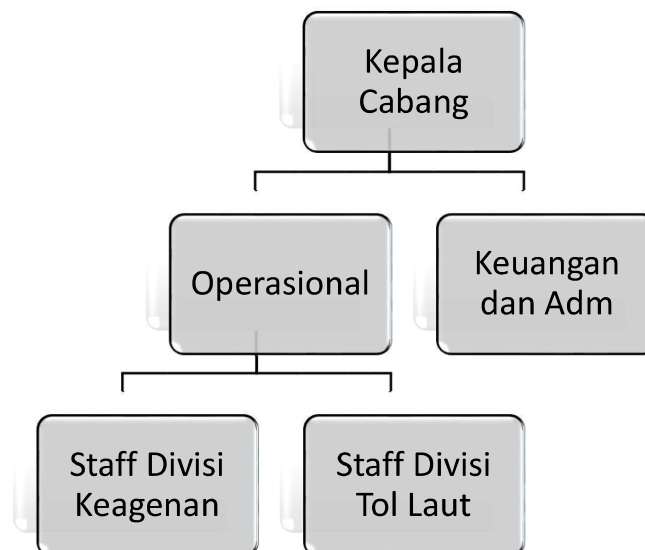 Kepala
Cabang
Operasional
Keuangan
dan Adm
Staff Divisi
Keagenan
Staff Divisi
Tol Laut